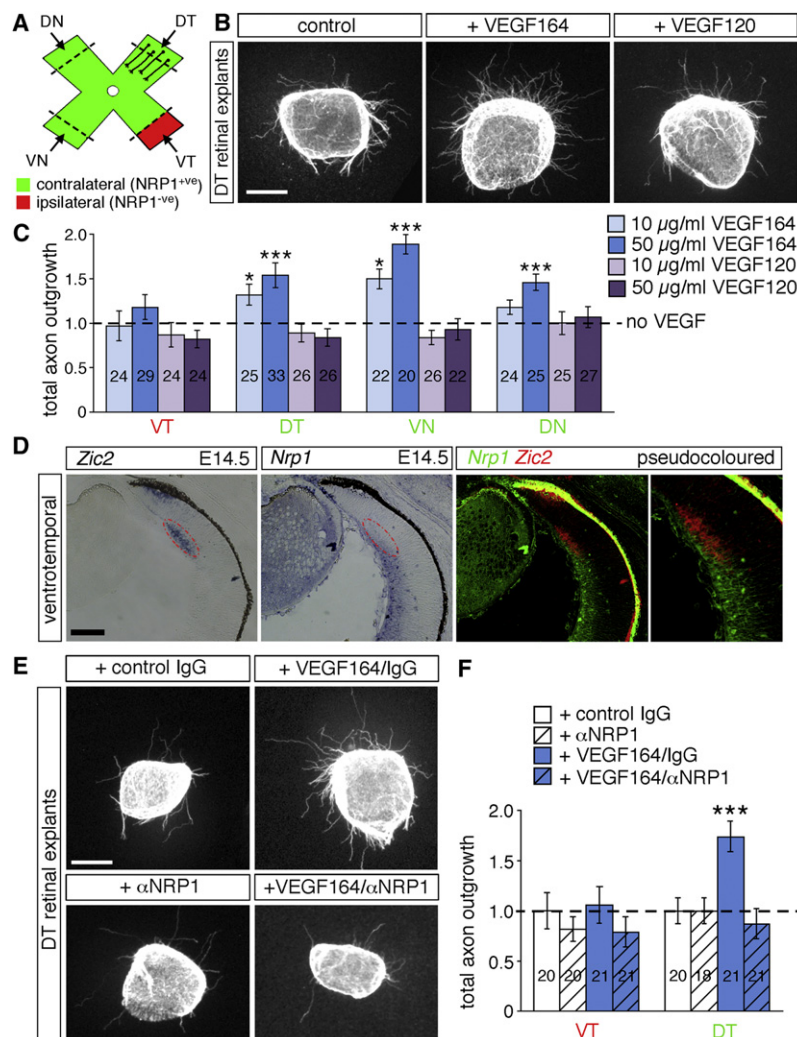 A
DN
DT
VN
VT
contralateral (NRP1+ve)
ipsilateral (NRP1-ve)
B
control
+ VEGF164
+ VEGF120
DT retinal explants
C
10 µg/ml VEGF164
50 µg/ml VEGF164
10 µg/ml VEGF120
50 µg/ml VEGF120
total axon outgrowth
2.0
1.5
1.0
0.5
0
* *** * *** ***
no VEGF
24 29 24 24 25 33 26 26 22 20 26 22 24 25 25 27
VT DT VN DN
D
Zic2 E14.5
Nrp1 E14.5
Nrp1 Zic2 pseudocoloured
ventrotemporal
E
+ control IgG
+ VEGF164/IgG
DT retinal explants
+ αNRP1
+VEGF164/αNRP1
F
+ control IgG
+ αNRP1
+ VEGF164/IgG
+ VEGF164/αNRP1
total axon outgrowth
2.0
1.5
1.0
0.5
0
***
20 20 21 21 20 18 21 21
VT DT